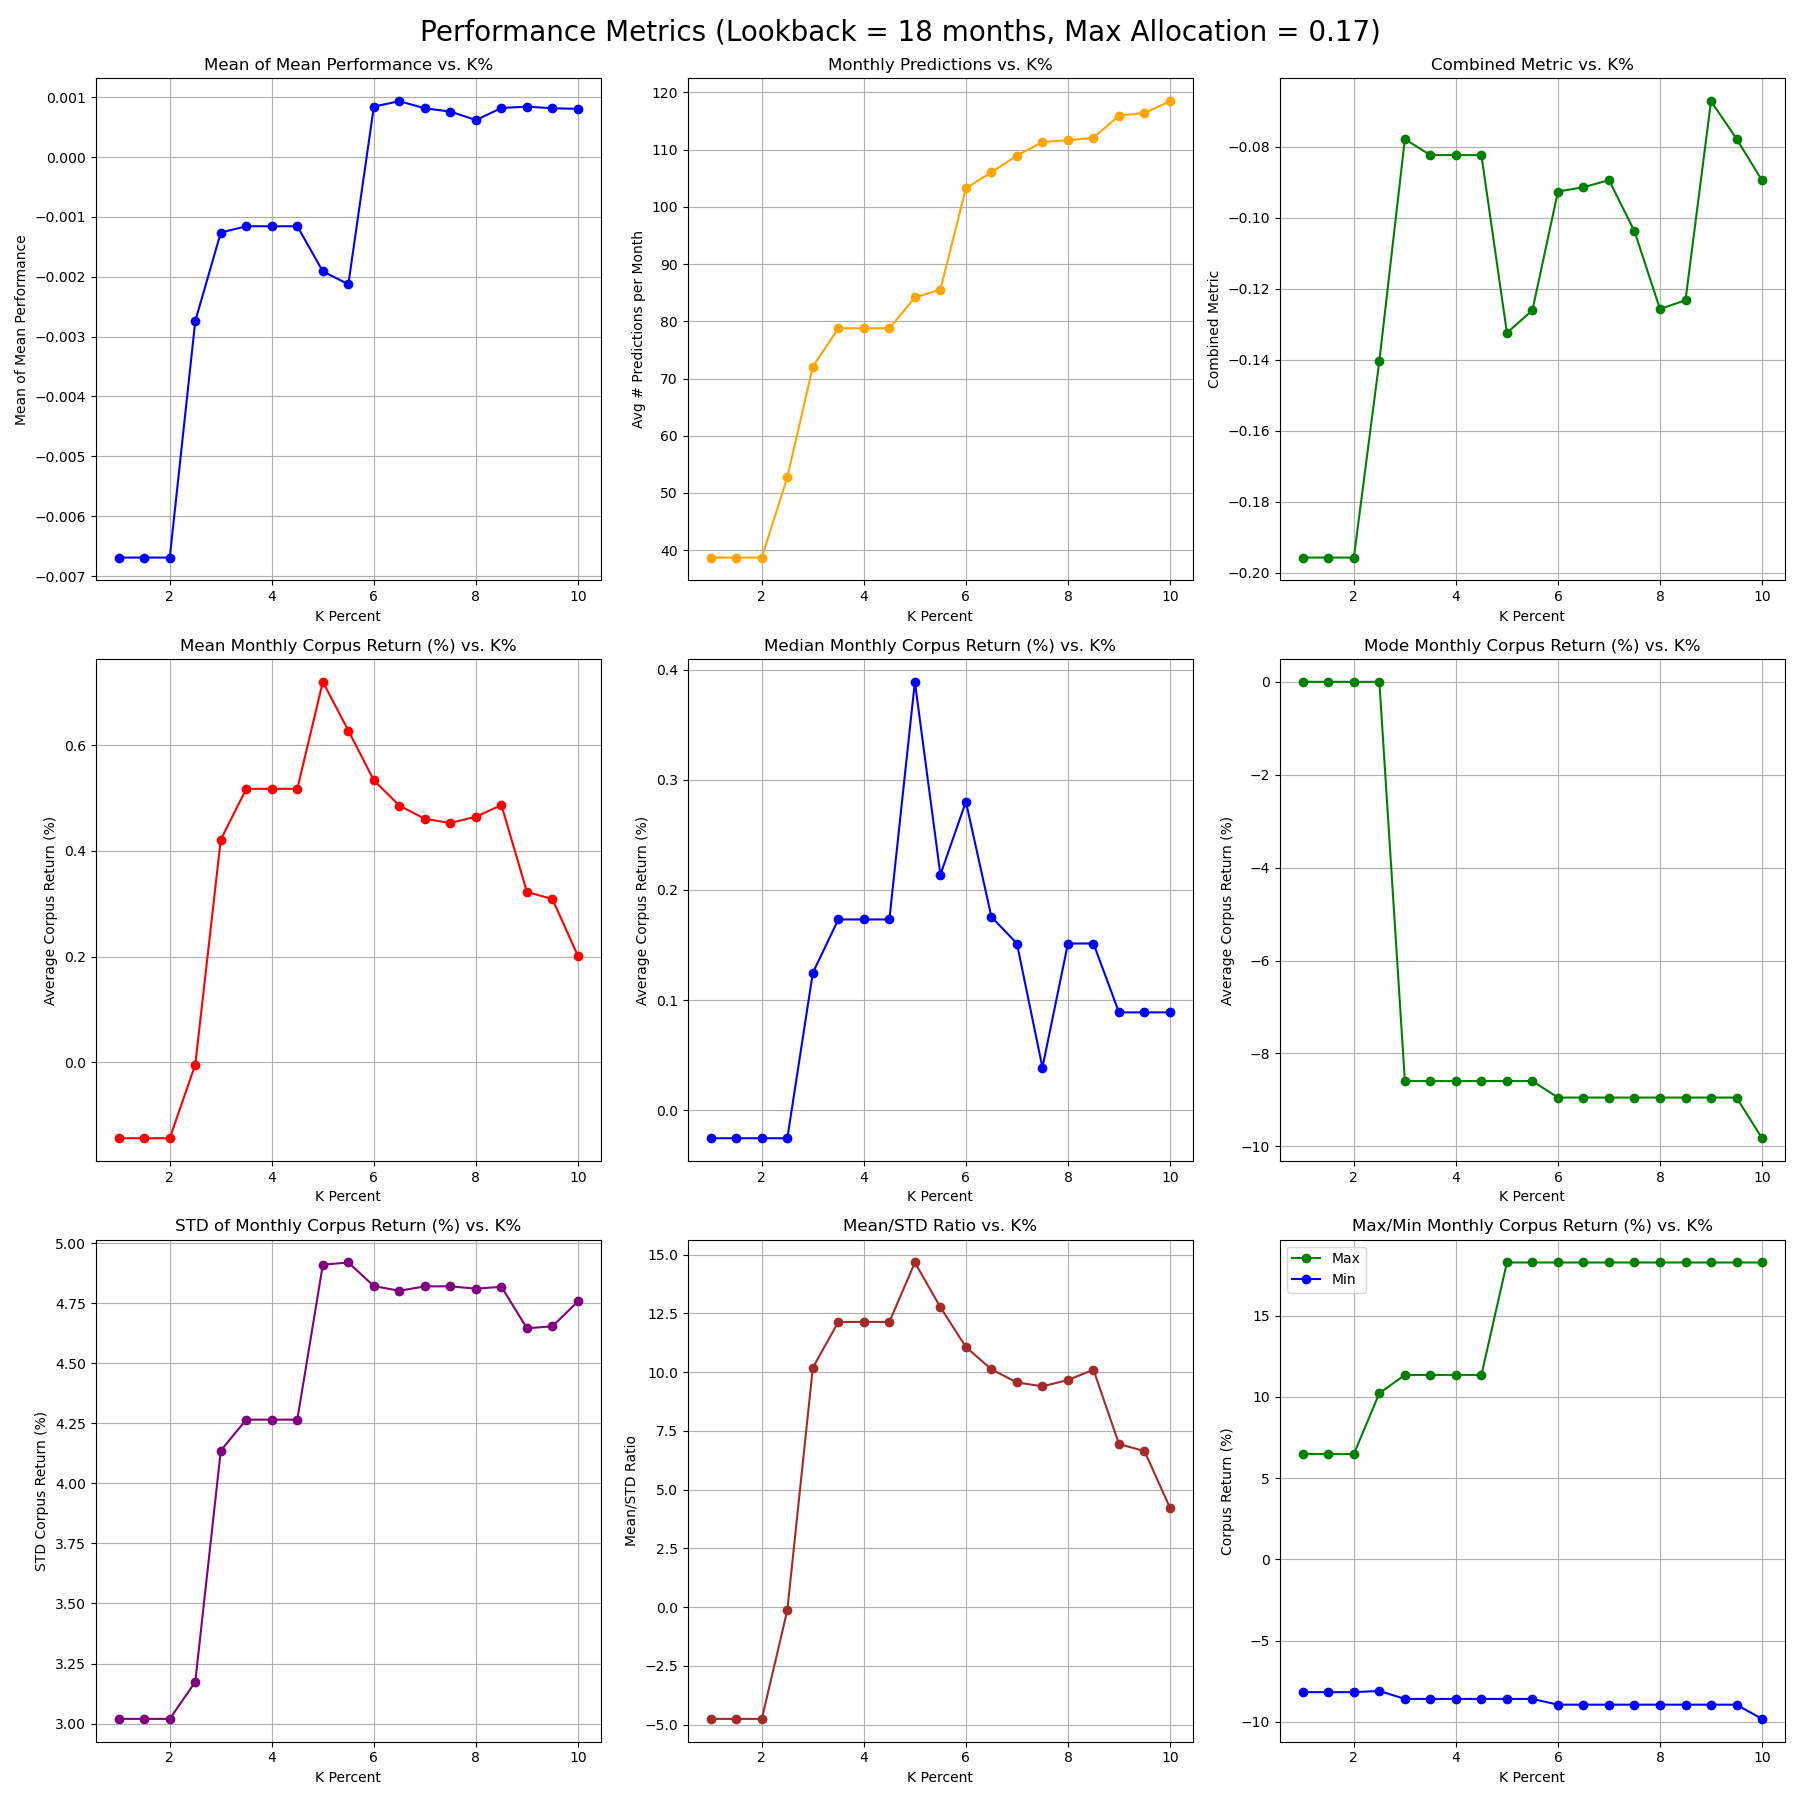 Performance Metrics (Lookback = 18 months, Max Allocation = 0.17)
Mean of Mean Performance vs. K%
0.001
0.000
−0.001
−0.002
−0.003
−0.004
−0.005
−0.006
−0.007
Mean of Mean Performance
2 4 6 8 10
K Percent
Monthly Predictions vs. K%
120
110
100
90
80
70
60
50
40
Avg # Predictions per Month
2 4 6 8 10
K Percent
Combined Metric vs. K%
−0.08
−0.10
−0.12
−0.14
−0.16
−0.18
−0.20
Combined Metric
2 4 6 8 10
K Percent
Mean Monthly Corpus Return (%) vs. K%
0.6
0.4
0.2
0.0
Average Corpus Return (%)
2 4 6 8 10
K Percent
Median Monthly Corpus Return (%) vs. K%
0.4
0.3
0.2
0.1
0.0
Average Corpus Return (%)
2 4 6 8 10
K Percent
Mode Monthly Corpus Return (%) vs. K%
0
−2
−4
−6
−8
−10
Average Corpus Return (%)
2 4 6 8 10
K Percent
STD of Monthly Corpus Return (%) vs. K%
5.00
4.75
4.50
4.25
4.00
3.75
3.50
3.25
3.00
STD Corpus Return (%)
2 4 6 8 10
K Percent
Mean/STD Ratio vs. K%
15.0
12.5
10.0
7.5
5.0
2.5
0.0
−2.5
−5.0
Mean/STD Ratio
2 4 6 8 10
K Percent
Max/Min Monthly Corpus Return (%) vs. K%
Max
Min
15
10
5
0
−5
−10
Corpus Return (%)
2 4 6 8 10
K Percent